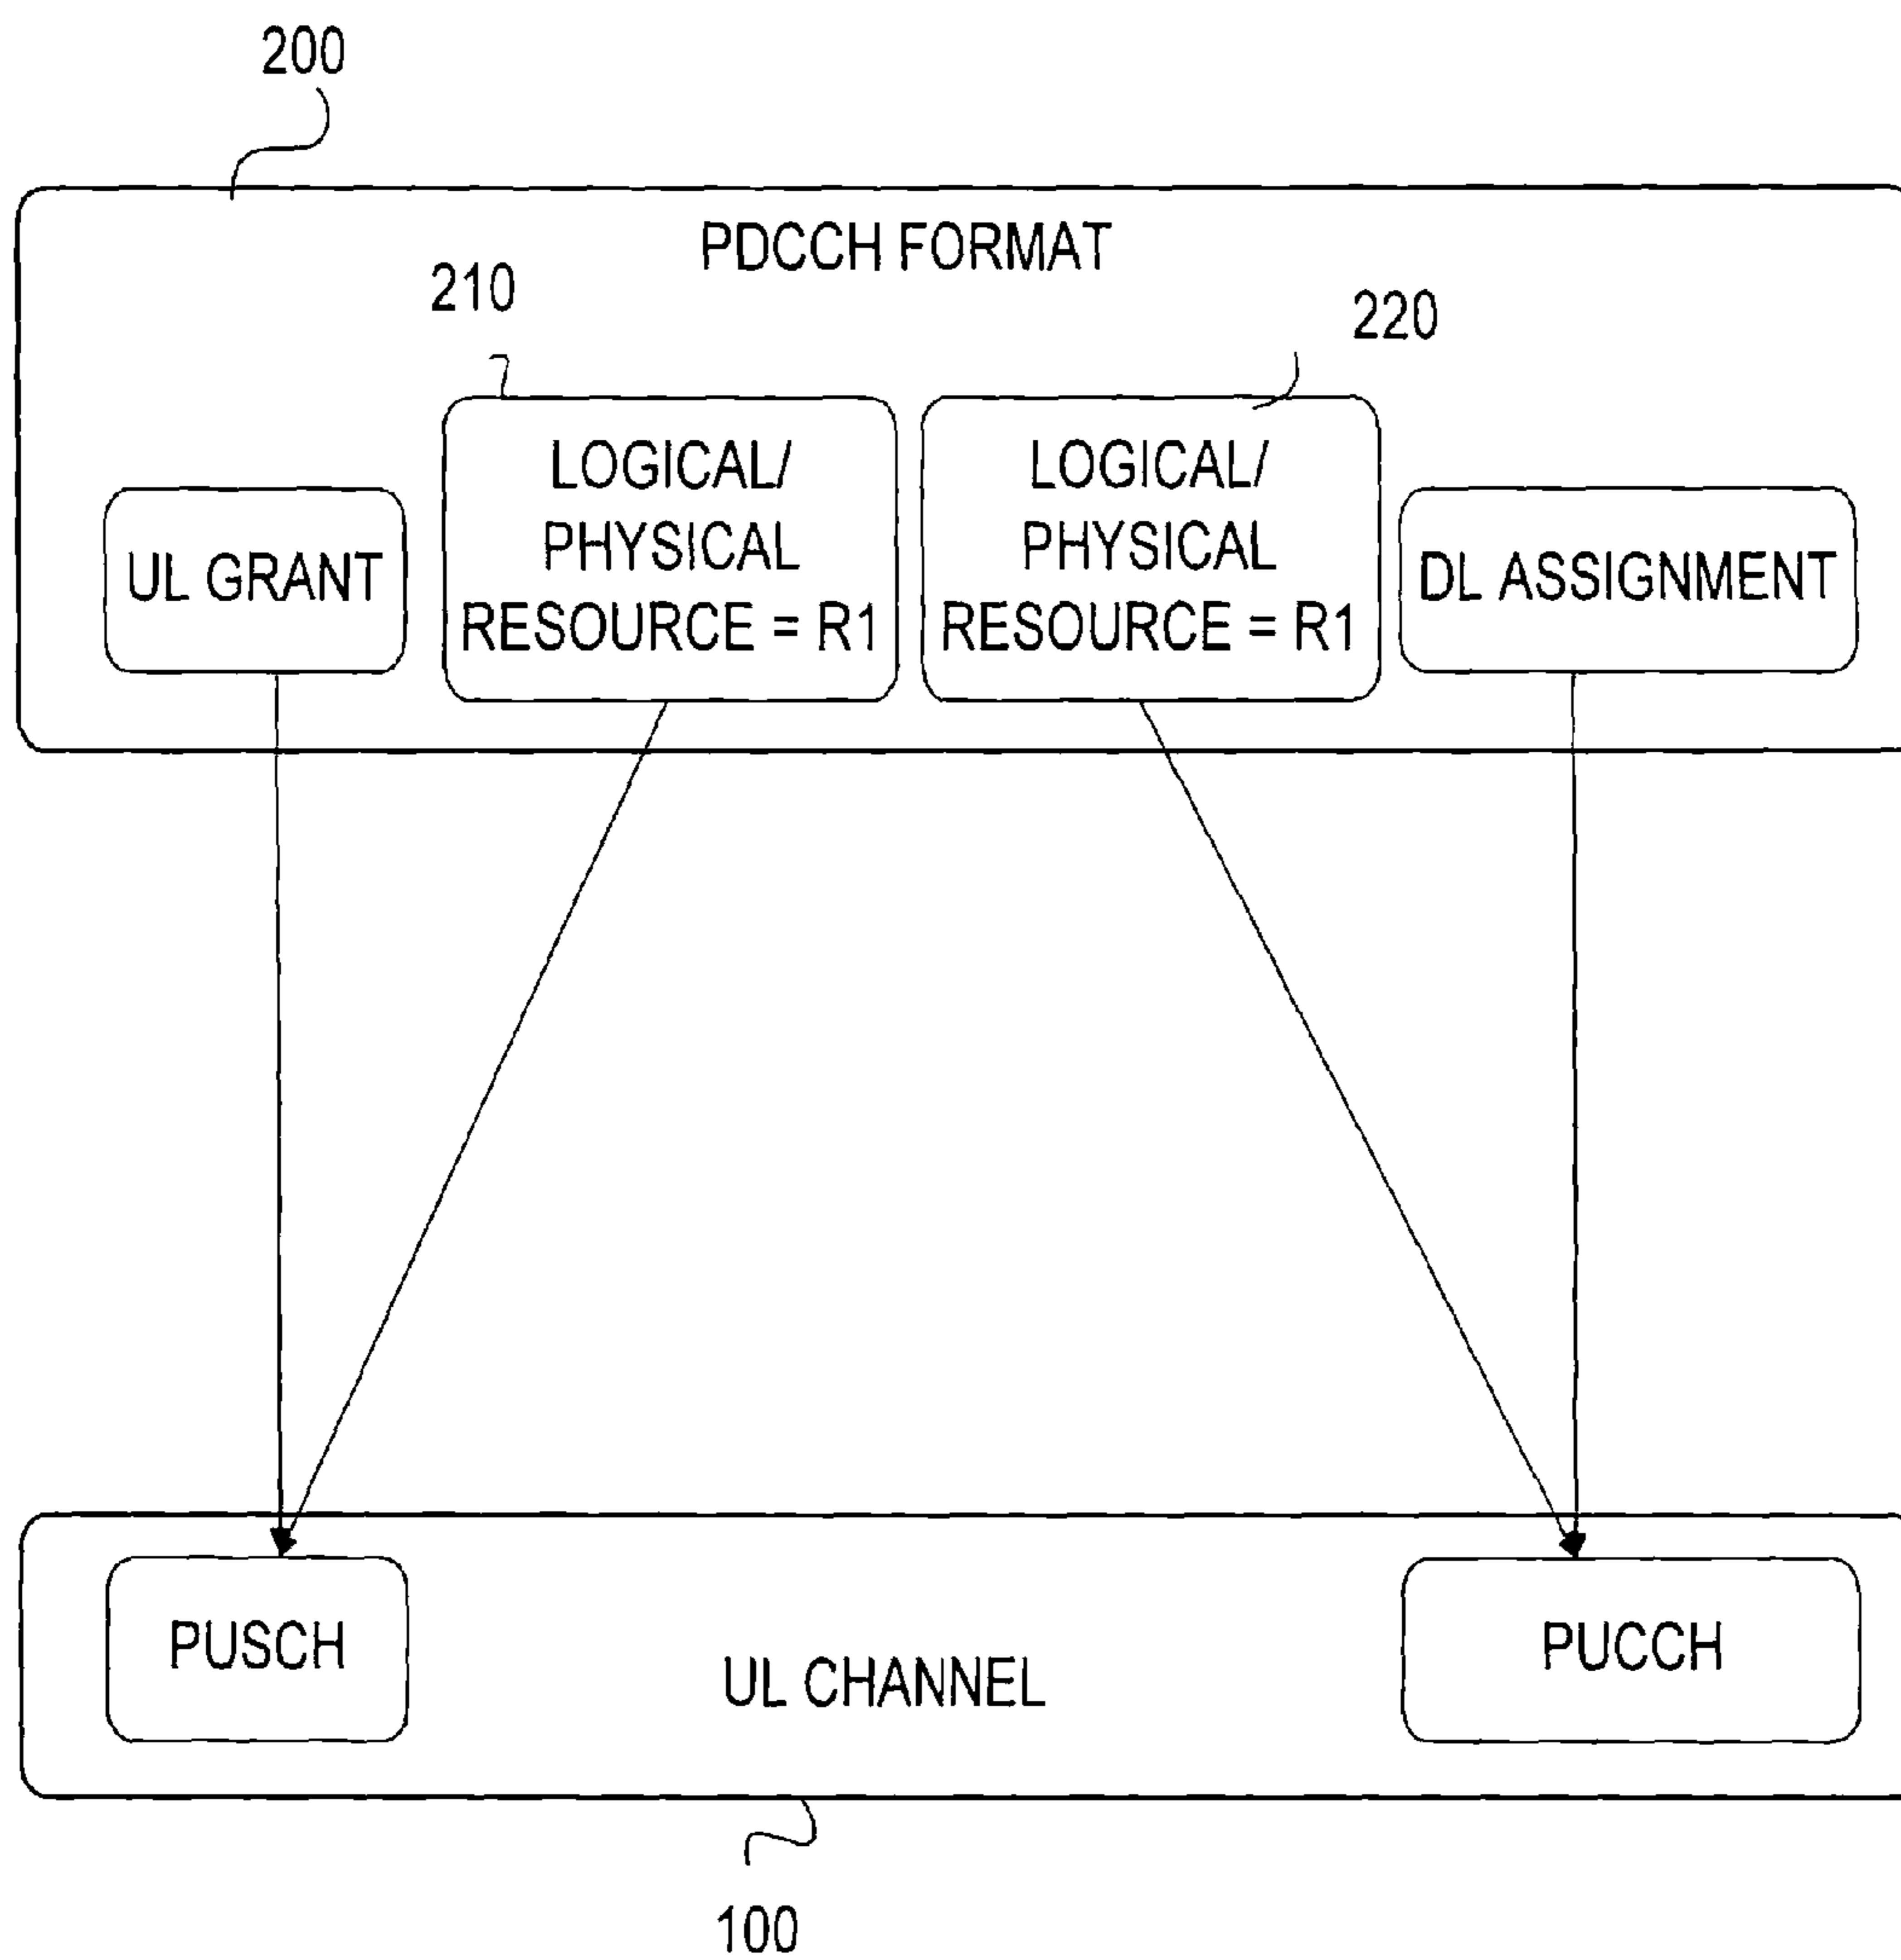 200
PDCCH FORMAT
210
220
LOGICAL/
PHYSICAL
RESOURCE = R1
LOGICAL/
PHYSICAL
RESOURCE = R1
UL GRANT
DL ASSIGNMENT
PUSCH
UL CHANNEL
PUCCH
100